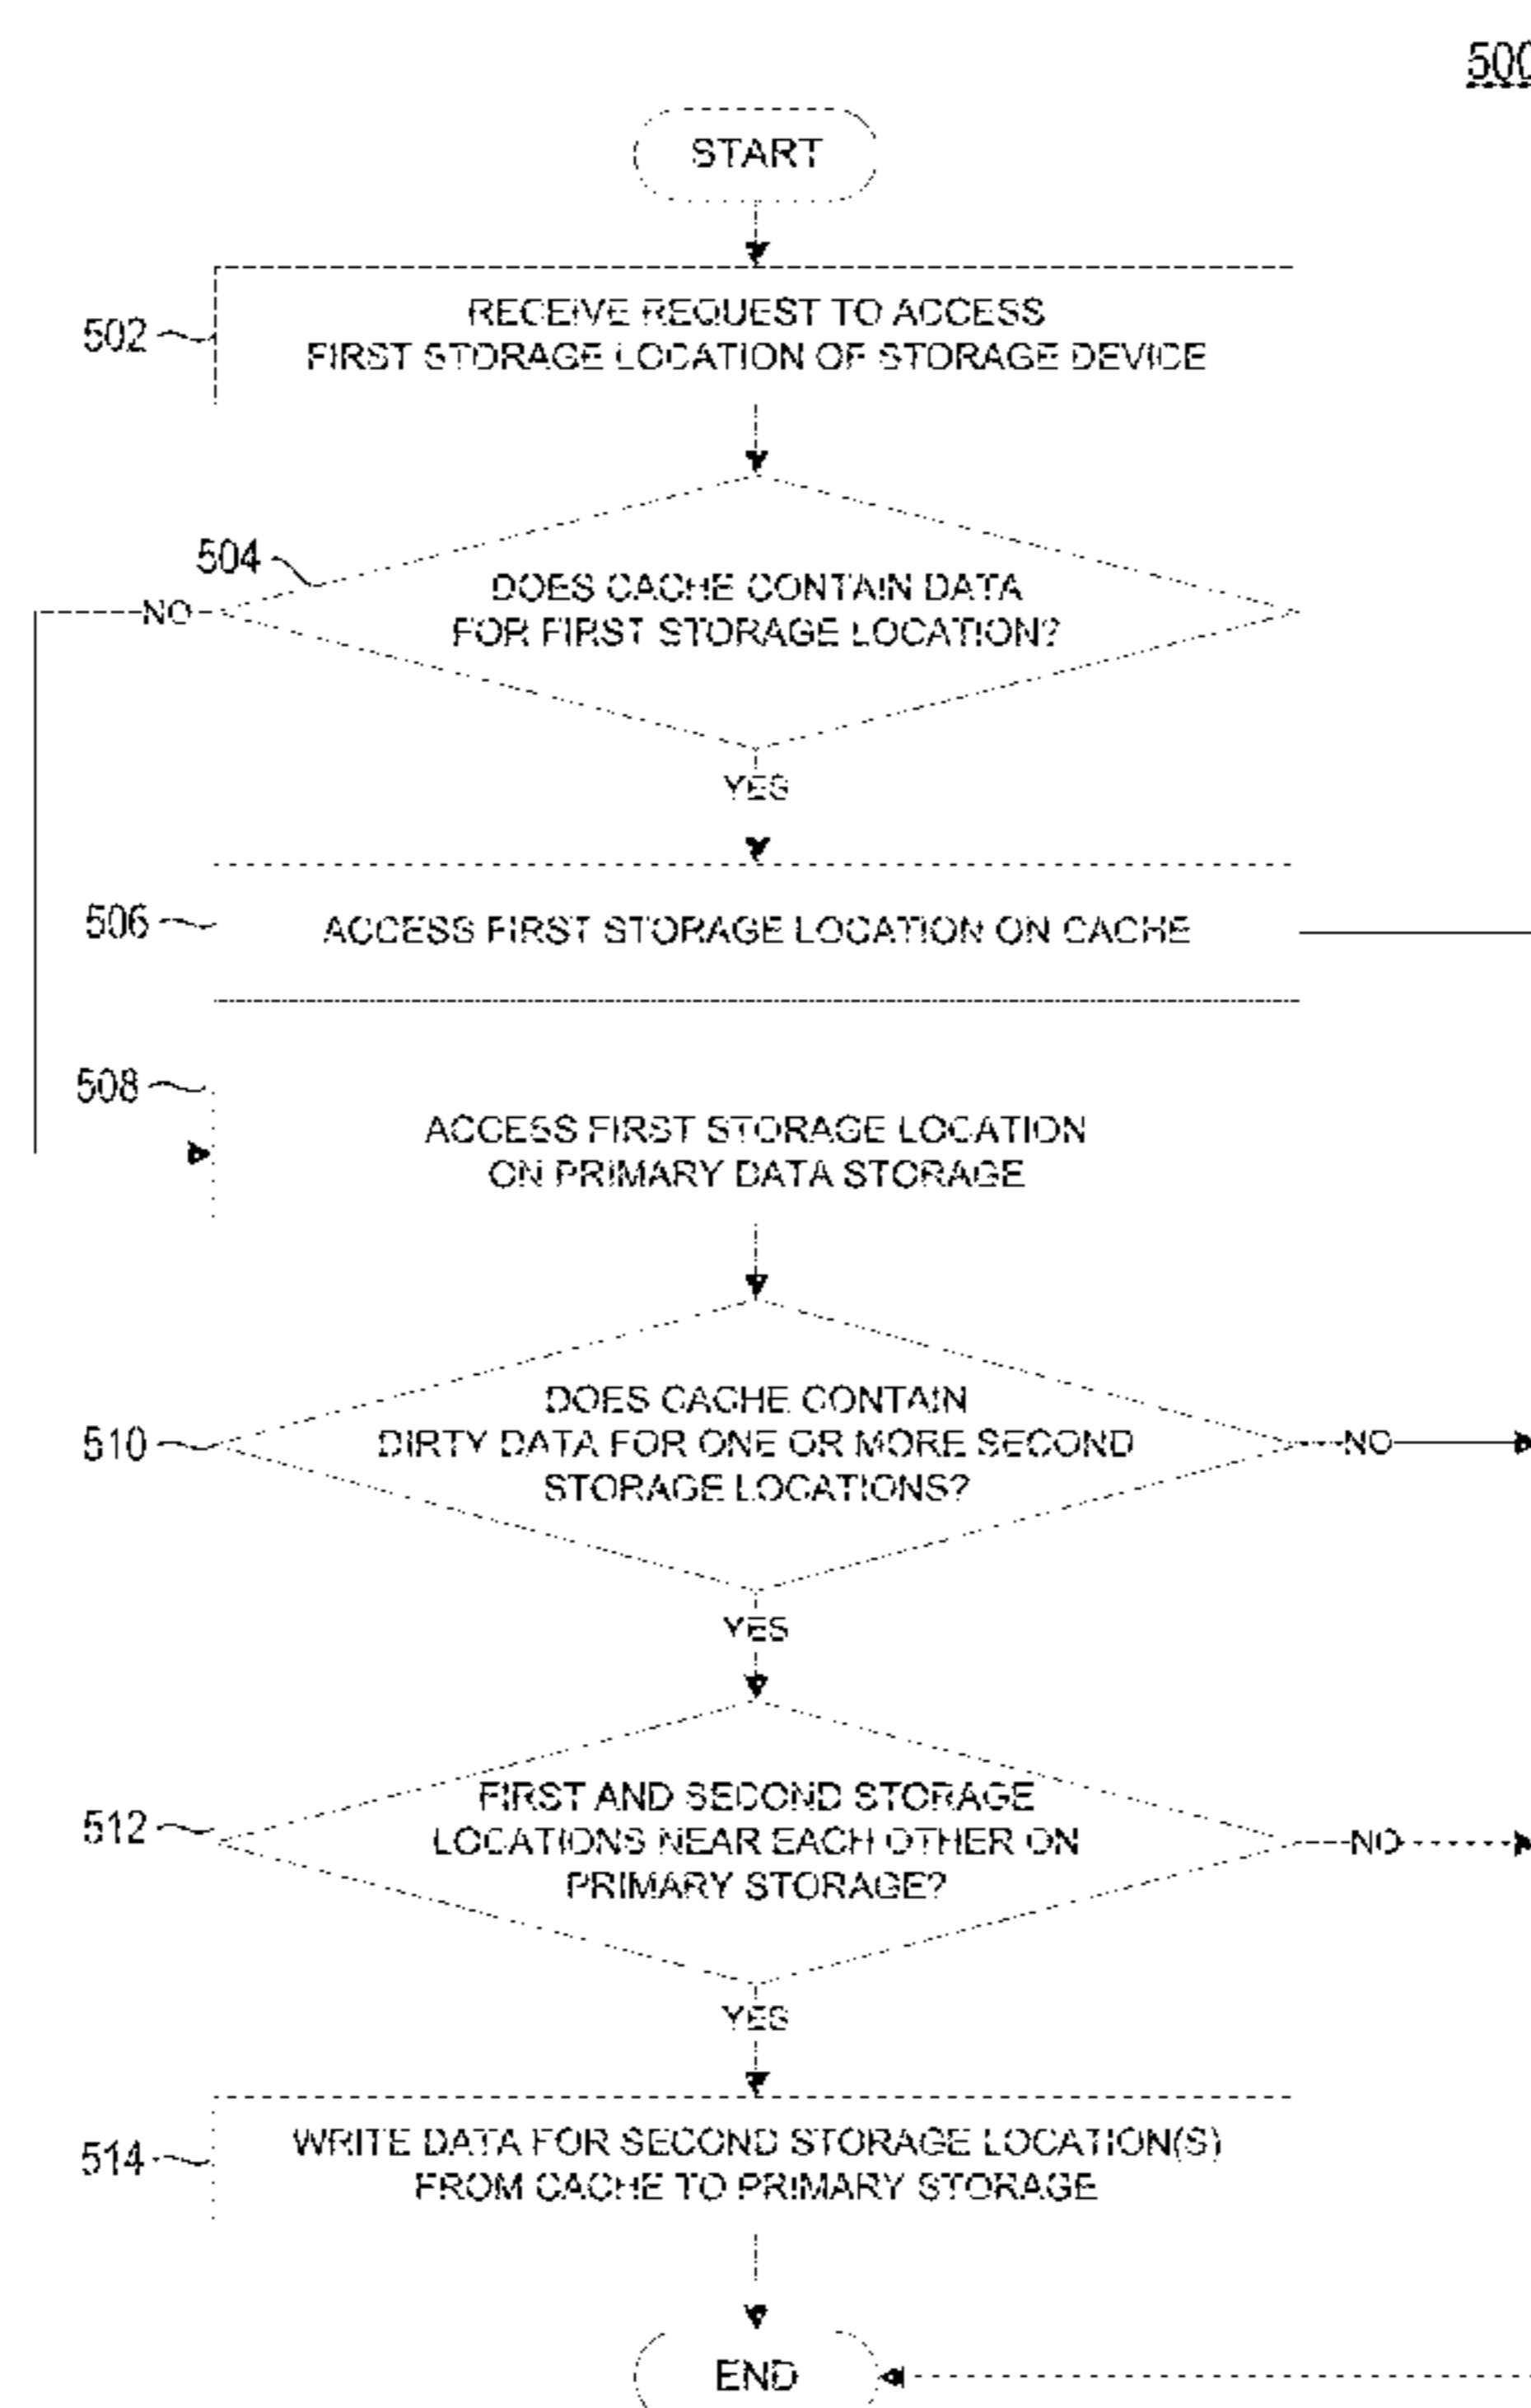 500
START
502
RECEIVE REQUEST TO ACCESS
FIRST STORAGE LOCATION OF STORAGE DEVICE
504
DOES CACHE CONTAIN DATA
FOR FIRST STORAGE LOCATION?
NO
YES
506
ACCESS FIRST STORAGE LOCATION ON CACHE
508
ACCESS FIRST STORAGE LOCATION
ON PRIMARY DATA STORAGE
510
DOES CACHE CONTAIN
DIRTY DATA FOR ONE OR MORE SECOND
STORAGE LOCATIONS?
NO
YES
512
FIRST AND SECOND STORAGE
LOCATIONS NEAR EACH OTHER ON
PRIMARY STORAGE?
NO
YES
514
WRITE DATA FOR SECOND STORAGE LOCATION(S)
FROM CACHE TO PRIMARY STORAGE
END